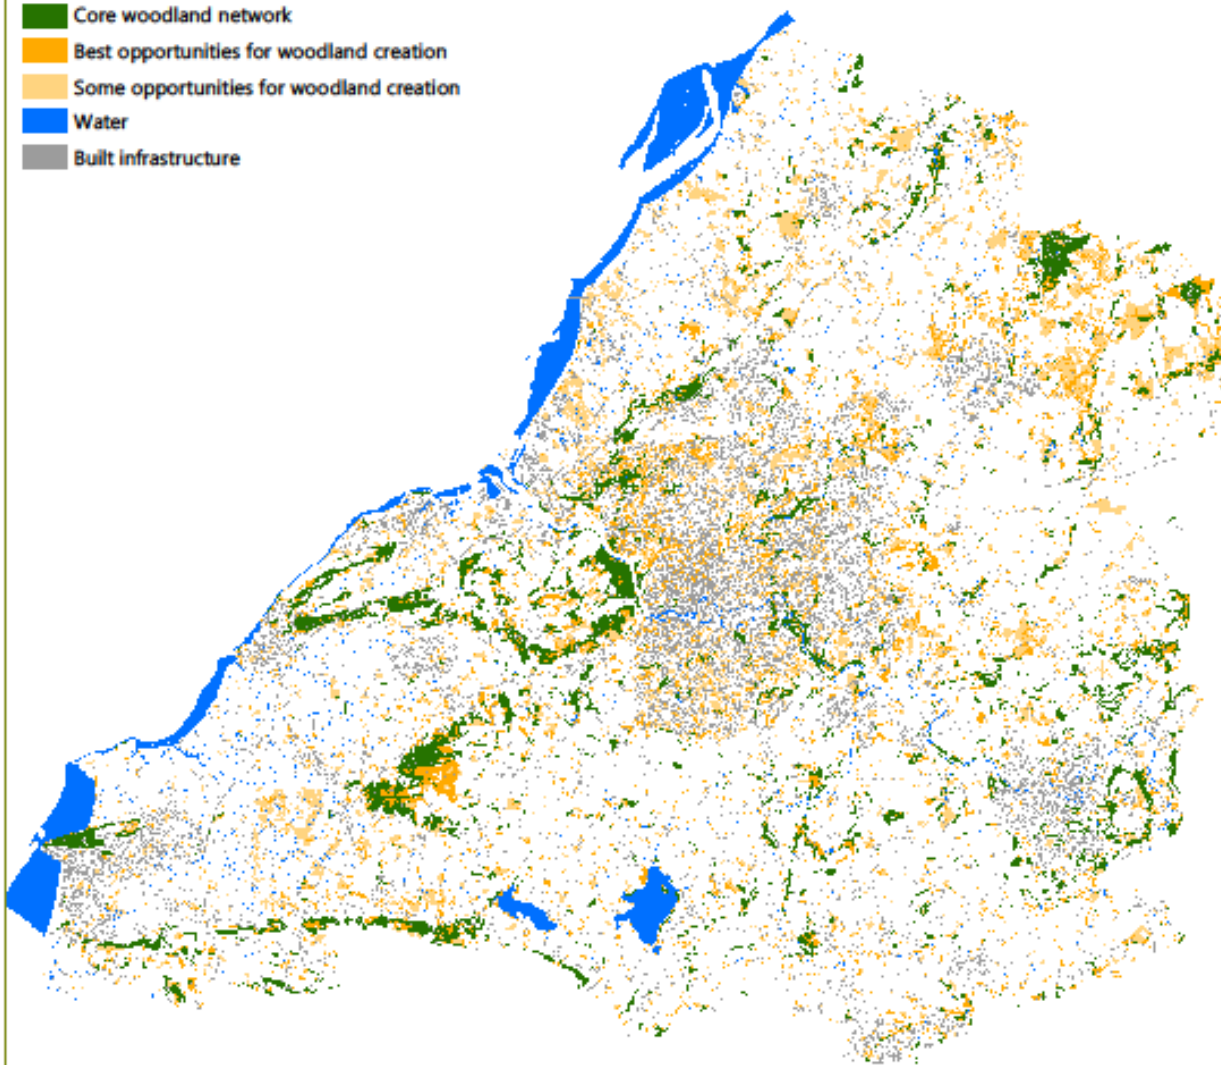 Core woodland network
Best opportunities for woodland creation
Some opportunities for woodland creation
Water
Built infrastructure